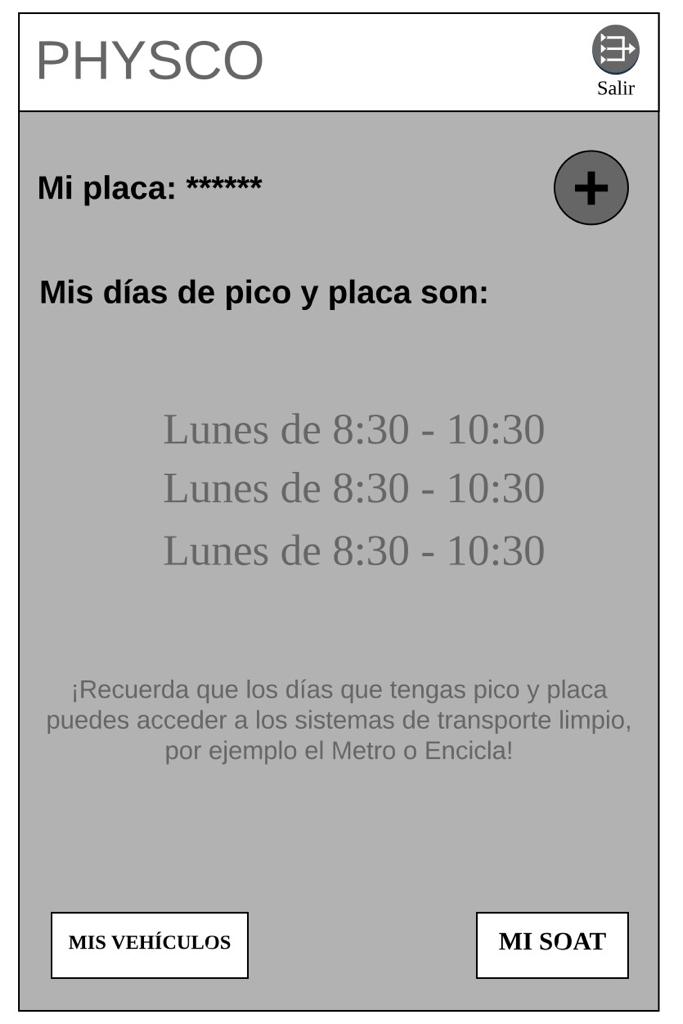 PHYSCO
Salir
Mi placa: ******
Mis días de pico y placa son:
Lunes de 8:30 - 10:30
Lunes de 8:30 - 10:30
Lunes de 8:30 - 10:30
¡Recuerda que los días que tengas pico y placa
puedes acceder a los sistemas de transporte limpio,
por ejemplo el Metro o Encicla!
MIS VEHÍCULOS
MI SOAT